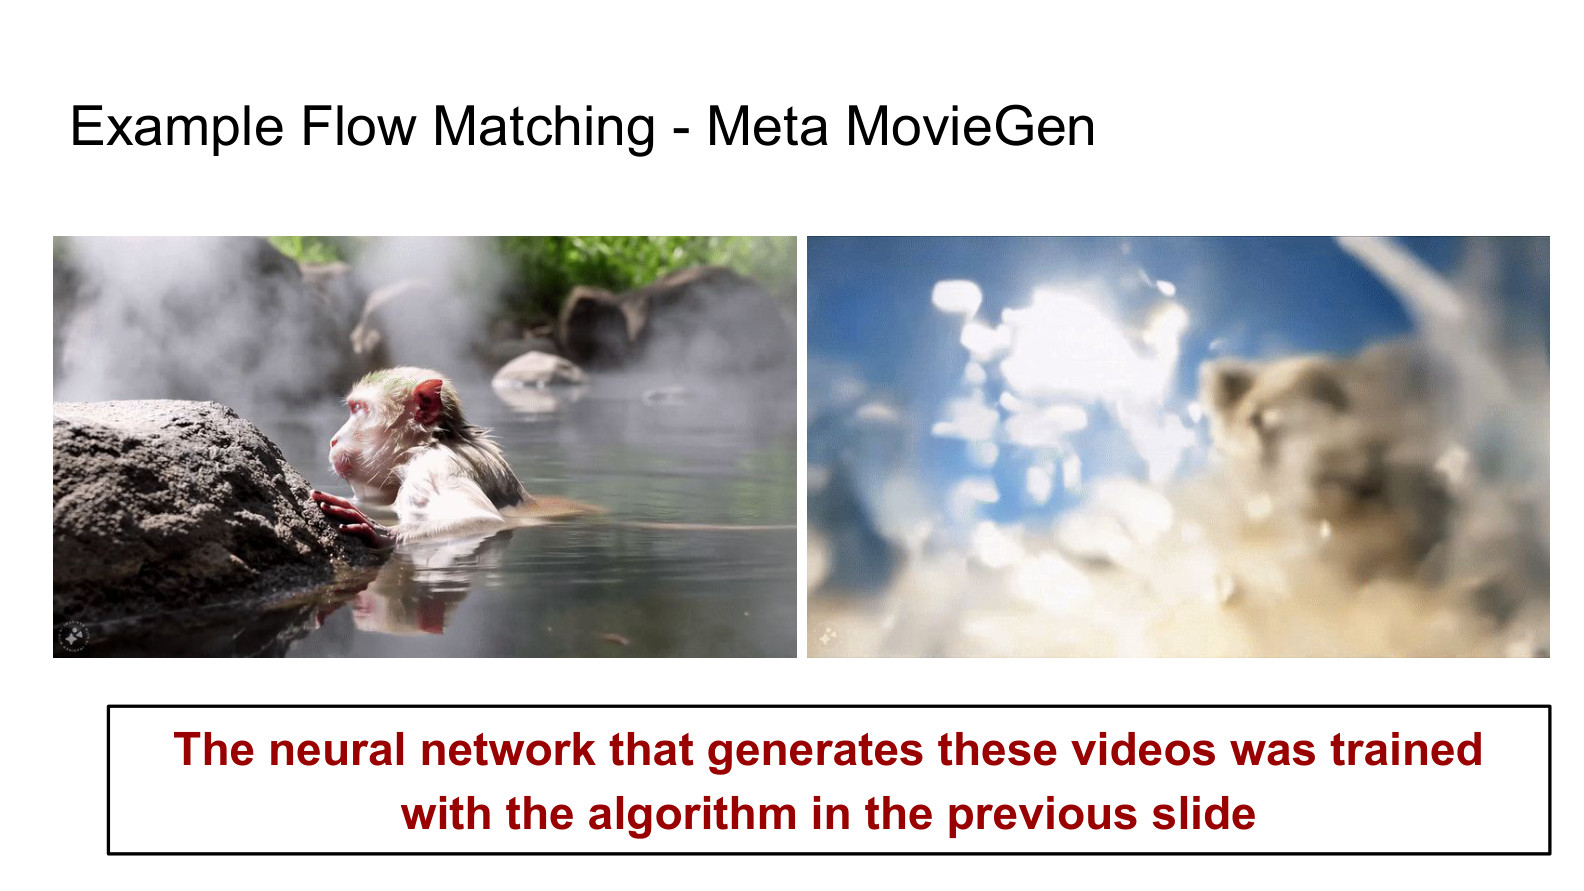 Example Flow Matching - Meta MovieGen
The neural network that generates these videos was trained
with the algorithm in the previous slide